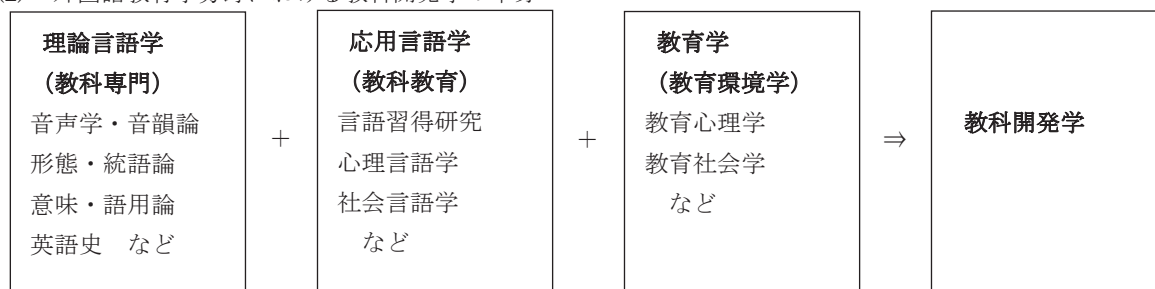 理論言語学
(教科専門)
音声学・音韻論
形態・統語論
意味・語用論
英語史　など
+
応用言語学
(教科教育)
言語習得研究
心理言語学
社会言語学
など
+
教育学
(教育環境学)
教育心理学
教育社会学
など
⇒
教科開発学